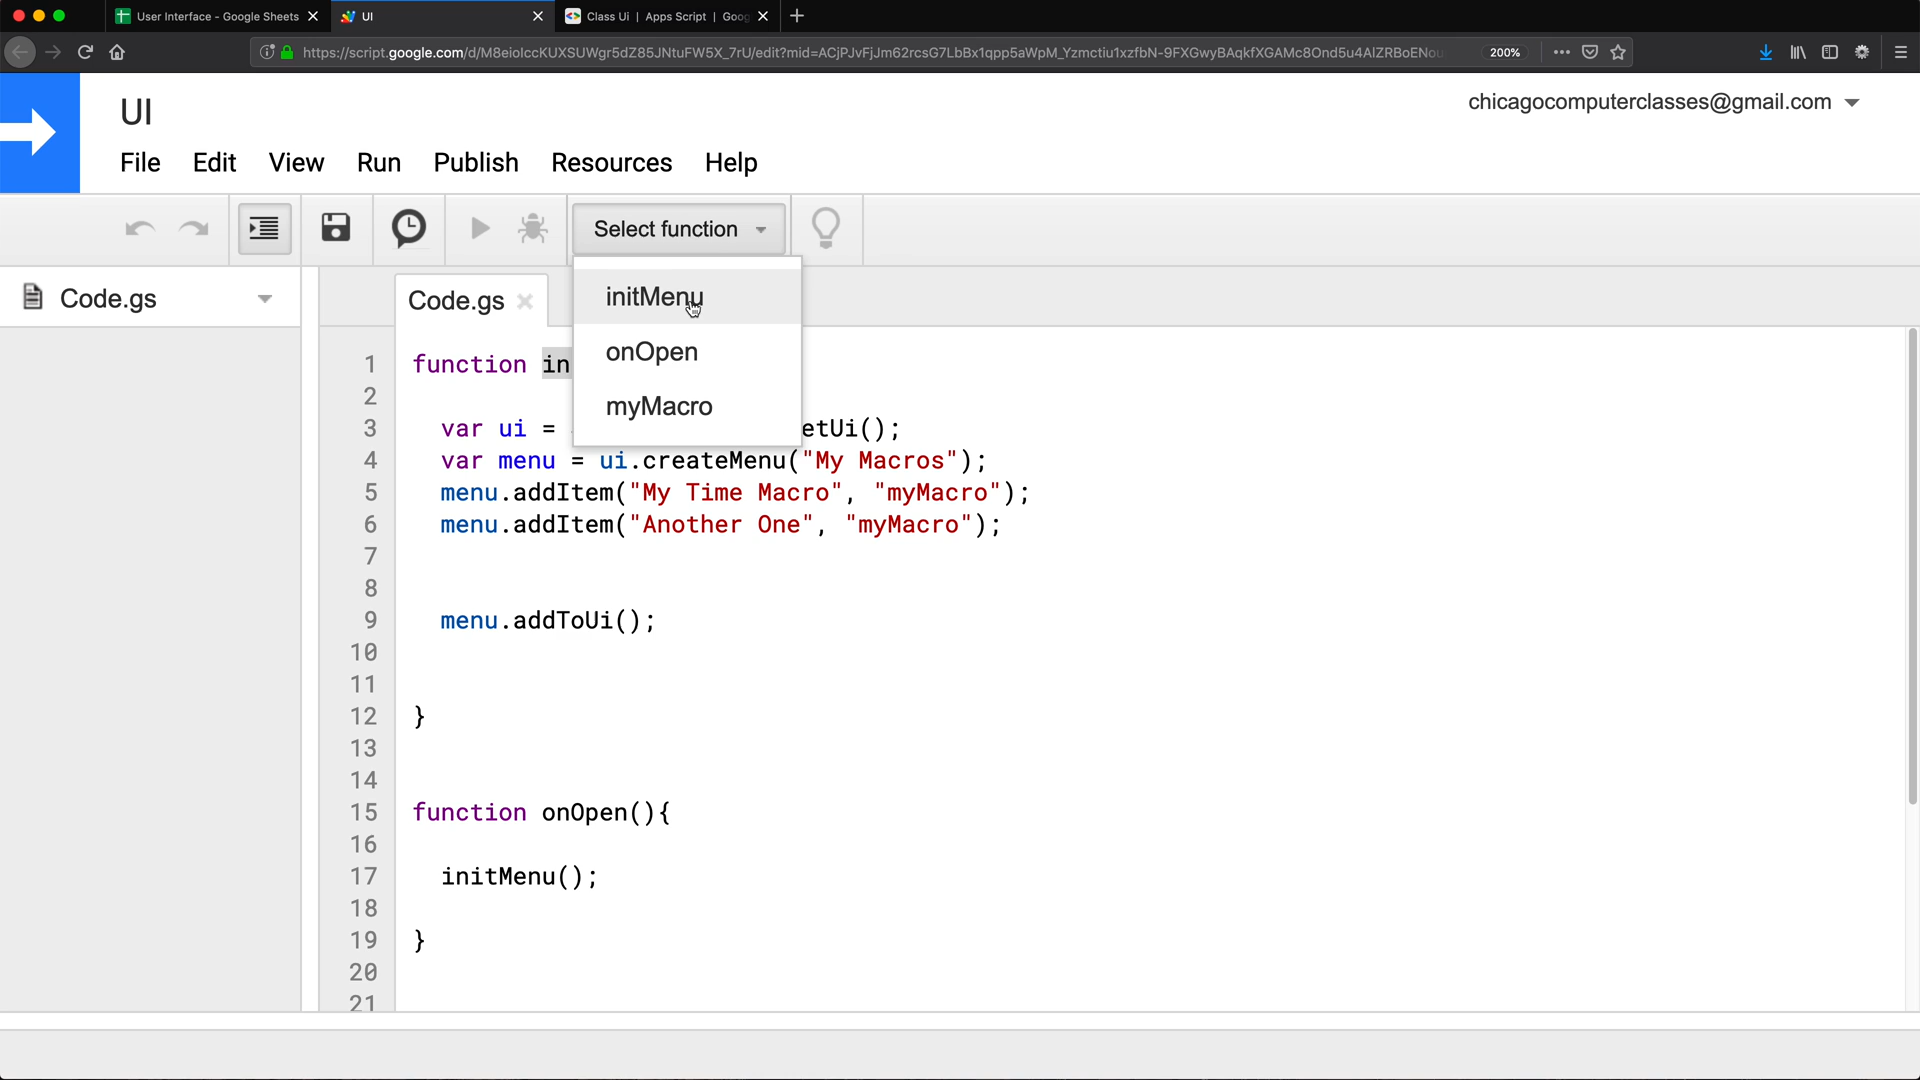 User Interface - Google Sheets
UI
Class Ui | Apps Script | Goog
https://script.google.com/d/M8eiolccKUXSUWgr5dZ85JNtuFW5X_7rU/edit?mid=ACjPJvFjJm62rcsG7LbBx1qpp5aWpM_Yzmctiu1xzfbN-9FXGwyBAqkfXGAMc8Ond5u4AlZRBoENou
200%
UI
chicagocomputerclasses@gmail.com
File Edit View Run Publish Resources Help
Select function
Code.gs
Code.gs
initMenu
onOpen
myMacro
1 function in
2
3 var ui = etUi();
4 var menu = ui.createMenu("My Macros");
5 menu.addItem("My Time Macro", "myMacro");
6 menu.addItem("Another One", "myMacro");
7
8
9 menu.addToUi();
10
11
12 }
13
14
15 function onOpen(){
16
17 initMenu();
18
19 }
20
21